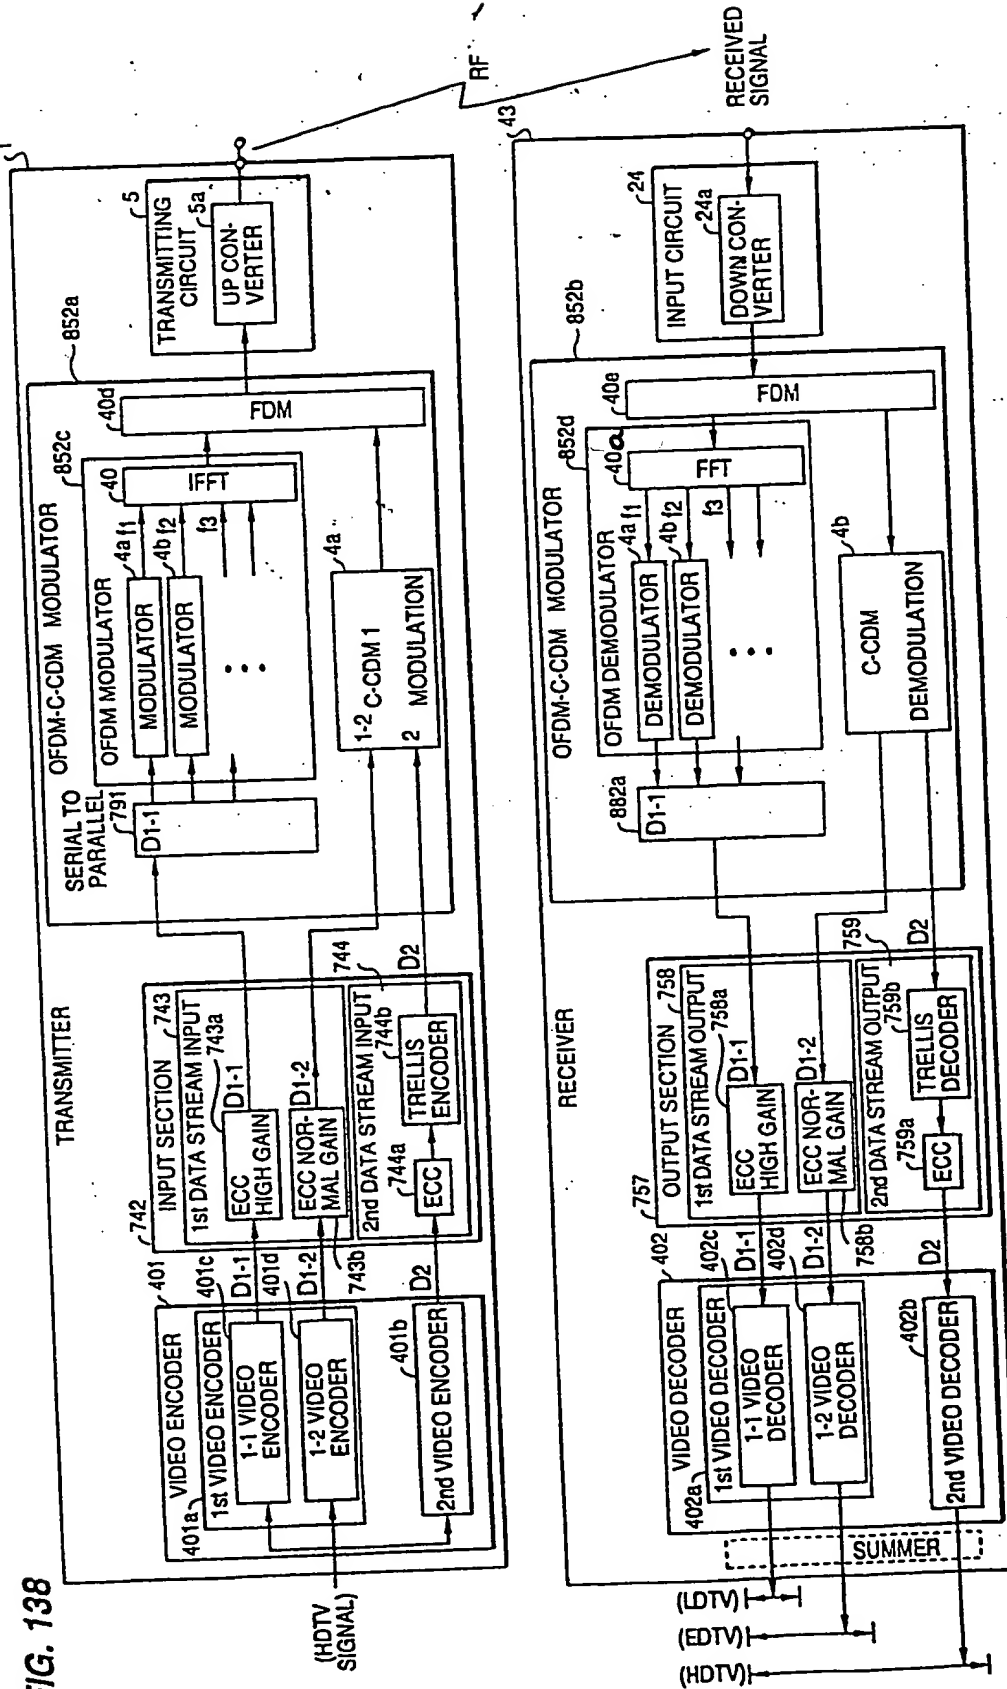 FIG. 138
TRANSMITTER
1
(HDTV
SIGNAL)
VIDEO ENCODER
401
401a
1st VIDEO ENCODER
401c
1-1 VIDEO
ENCODER
D1-1
401d
1-2 VIDEO
ENCODER
D1-2
401b
2nd VIDEO ENCODER
D2
742
INPUT SECTION
743
1st DATA STREAM INPUT
743a
ECC
HIGH GAIN
D1-1
ECC NOR-
MAL GAIN
D1-2
743b
744
2nd DATA STREAM INPUT
744a
ECC
744b
TRELLIS
ENCODER
D2
OFDM-C-CDM MODULATOR
852a
SERIAL TO
PARALLEL
791
D1-1
OFDM MODULATOR
852c
MODULATOR
4a
f1
MODULATOR
4b
f2
f3
40
IFFT
1-2
2
C-CDM 1
MODULATION
4a
40d
FDM
TRANSMITTING
CIRCUIT
5
5a
UP CON-
VERTER
RF
RECEIVED
SIGNAL
RECEIVER
43
(LDTV)
(EDTV)
(HDTV)
SUMMER
VIDEO DECODER
402
402a
1st VIDEO DECODER
402c
1-1 VIDEO
DECODER
D1-1
402d
1-2 VIDEO
DECODER
D1-2
402b
2nd VIDEO DECODER
D2
757
OUTPUT SECTION
758
1st DATA STREAM OUTPUT
758a
ECC
HIGH GAIN
D1-1
ECC NOR-
MAL GAIN
D1-2
758b
759
2nd DATA STREAM OUTPUT
759a
ECC
759b
TRELLIS
DECODER
D2
OFDM-C-CDM MODULATOR
852b
882a
D1-1
OFDM DEMODULATOR
852d
DEMODULATOR
4a
f1
DEMODULATOR
4b
f2
f3
40a
FFT
C-CDM
DEMODULATION
4b
40e
FDM
INPUT CIRCUIT
24
24a
DOWN CON-
VERTER